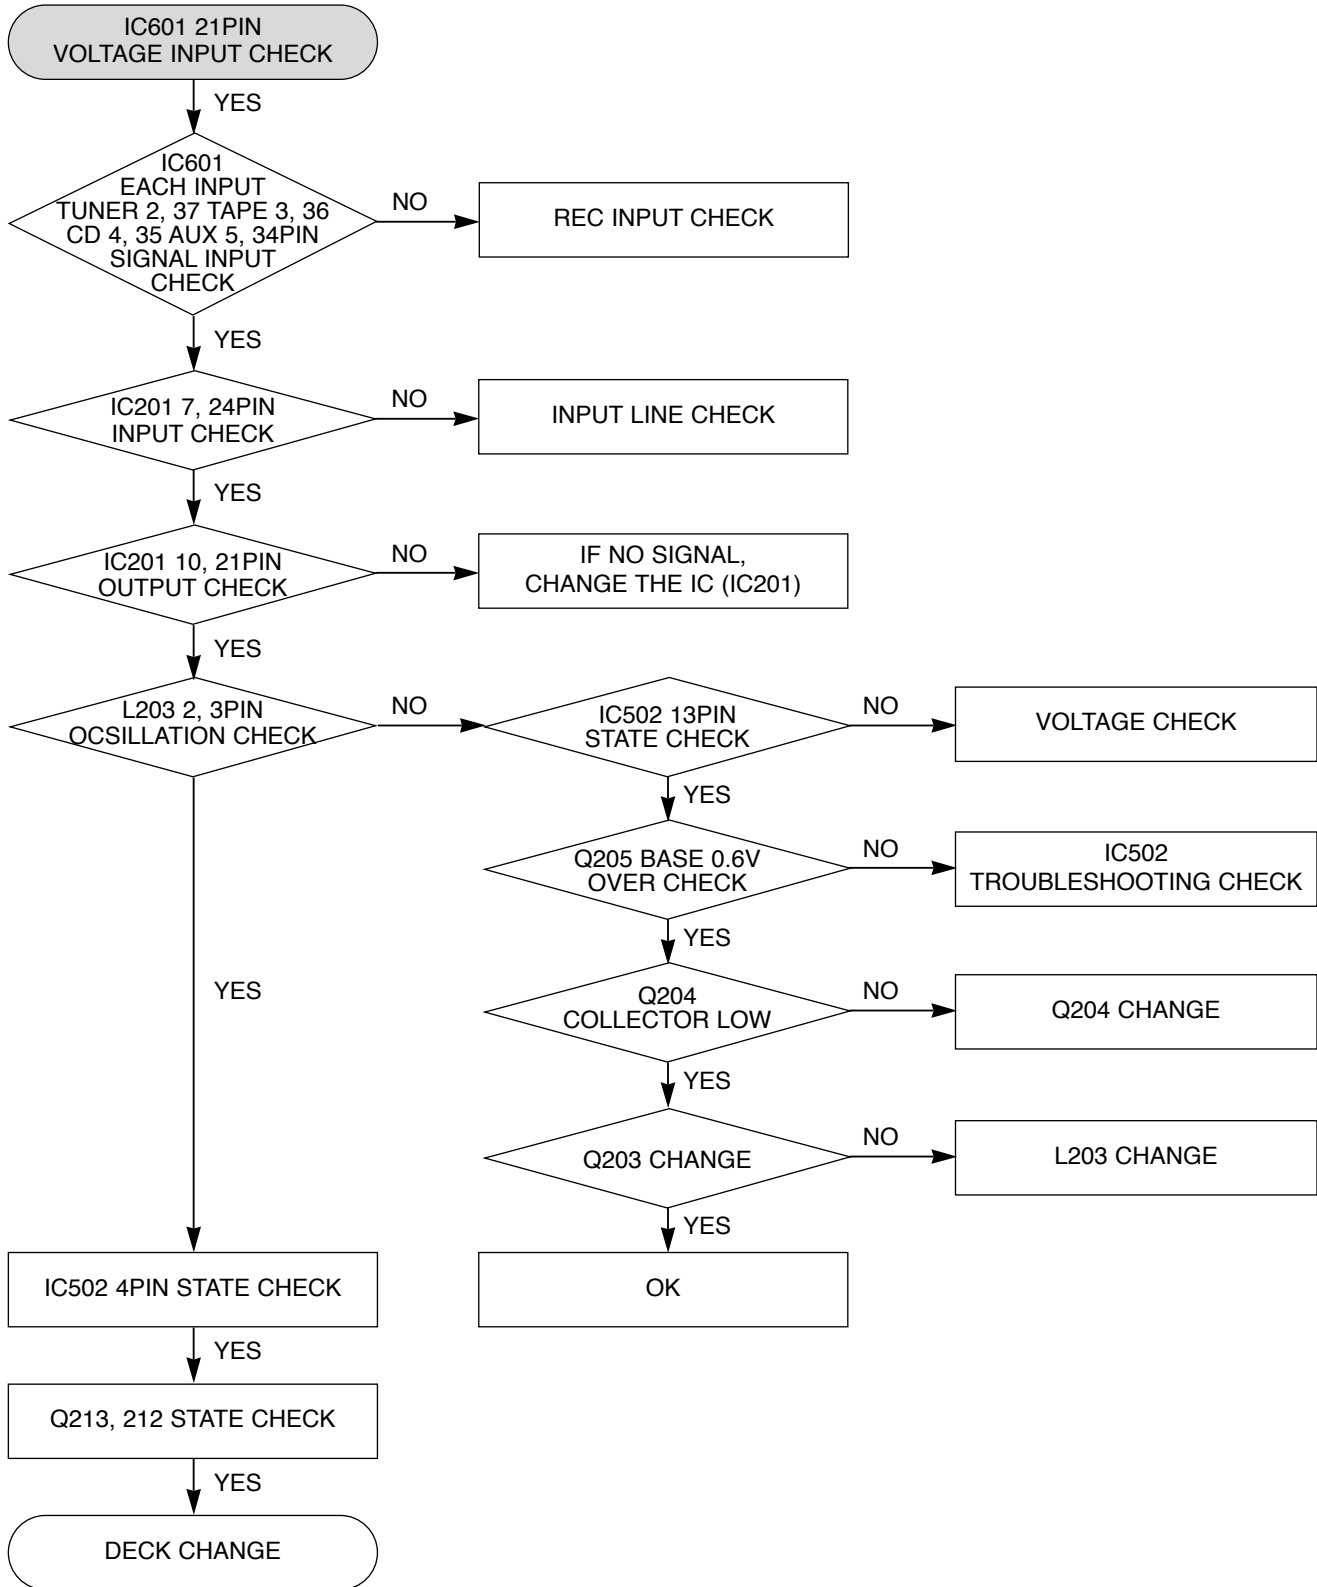 IC601 21PIN
VOLTAGE INPUT CHECK
YES
IC601
EACH INPUT
TUNER 2, 37 TAPE 3, 36
CD 4, 35 AUX 5, 34PIN
SIGNAL INPUT
CHECK
NO
REC INPUT CHECK
YES
IC201 7, 24PIN
INPUT CHECK
NO
INPUT LINE CHECK
YES
IC201 10, 21PIN
OUTPUT CHECK
NO
IF NO SIGNAL,
CHANGE THE IC (IC201)
YES
L203 2, 3PIN
OCSILLATION CHECK
NO
IC502 13PIN
STATE CHECK
NO
VOLTAGE CHECK
YES
Q205 BASE 0.6V
OVER CHECK
NO
IC502
TROUBLESHOOTING CHECK
YES
Q204
COLLECTOR LOW
NO
Q204 CHANGE
YES
Q203 CHANGE
NO
L203 CHANGE
YES
OK
YES
IC502 4PIN STATE CHECK
YES
Q213, 212 STATE CHECK
YES
DECK CHANGE